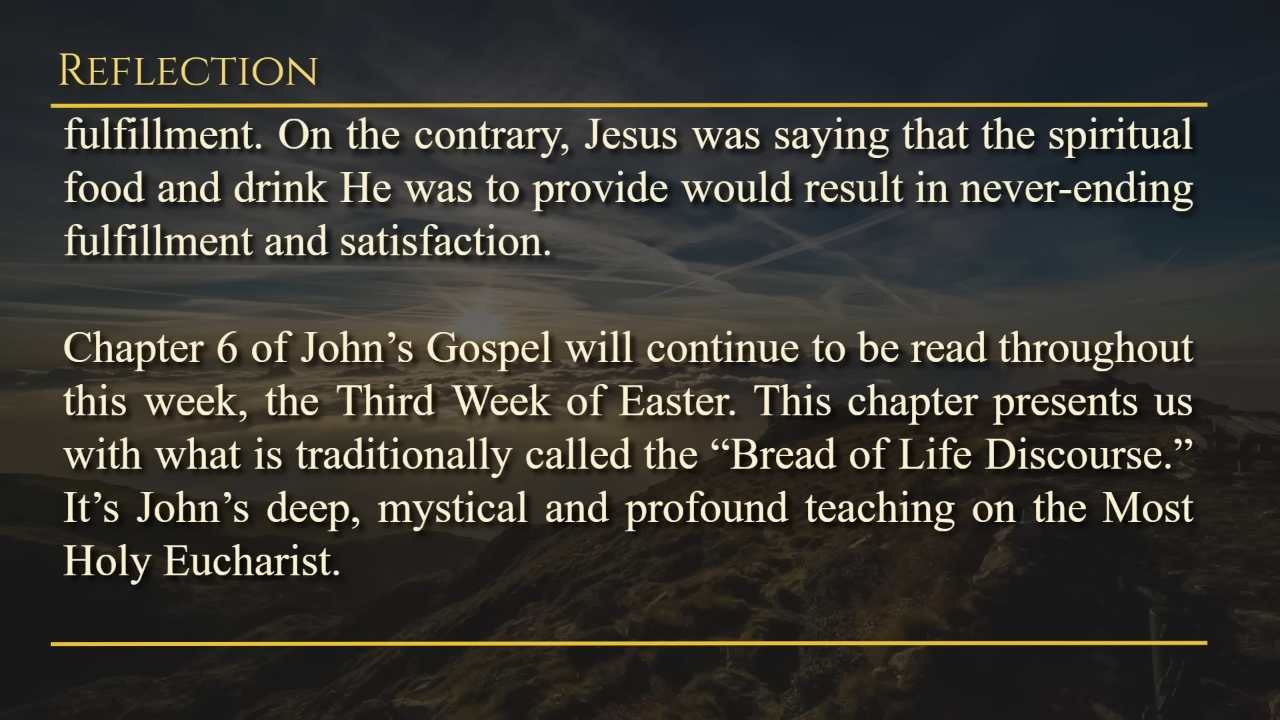 Reflection
fulfillment. On the contrary, Jesus was saying that the spiritual
food and drink He was to provide would result in never-ending
fulfillment and satisfaction.
Chapter 6 of John’s Gospel will continue to be read throughout
this week, the Third Week of Easter. This chapter presents us
with what is traditionally called the “Bread of Life Discourse.”
It’s John’s deep, mystical and profound teaching on the Most
Holy Eucharist.